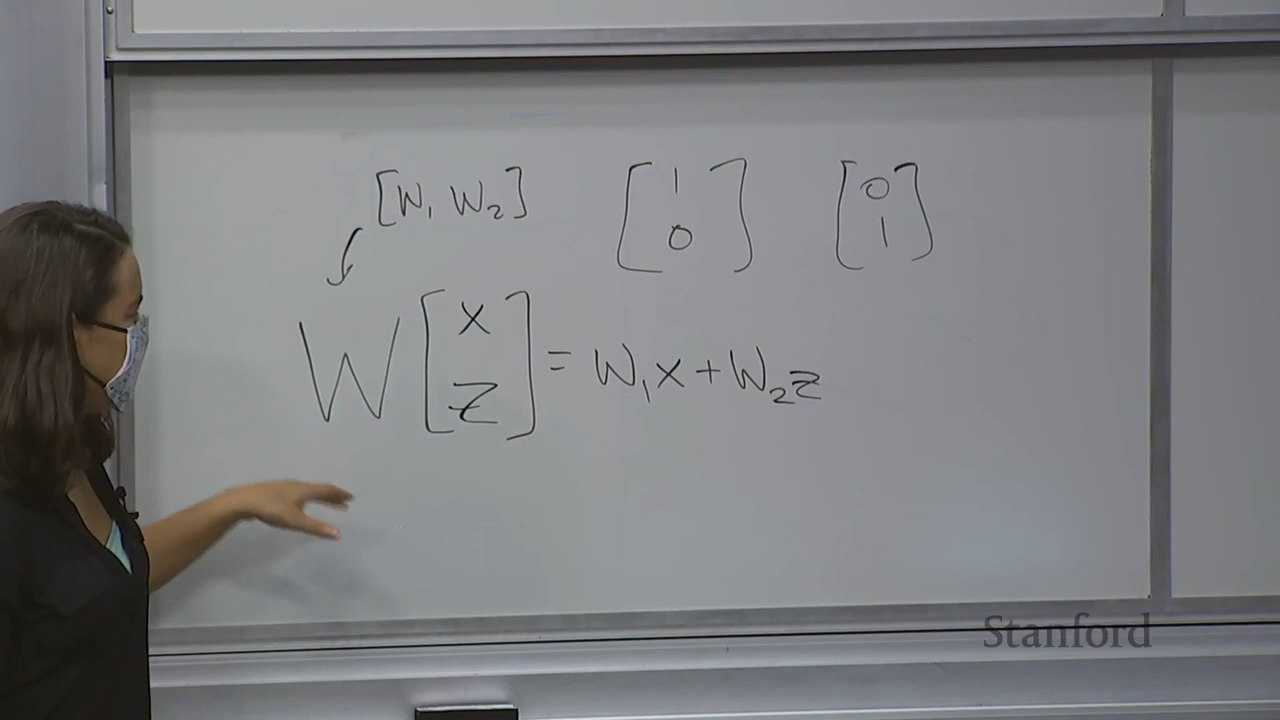 [W₁ W₂] [1 0] [0 1]
W [x z] = W₁x + W₂z
Stanford